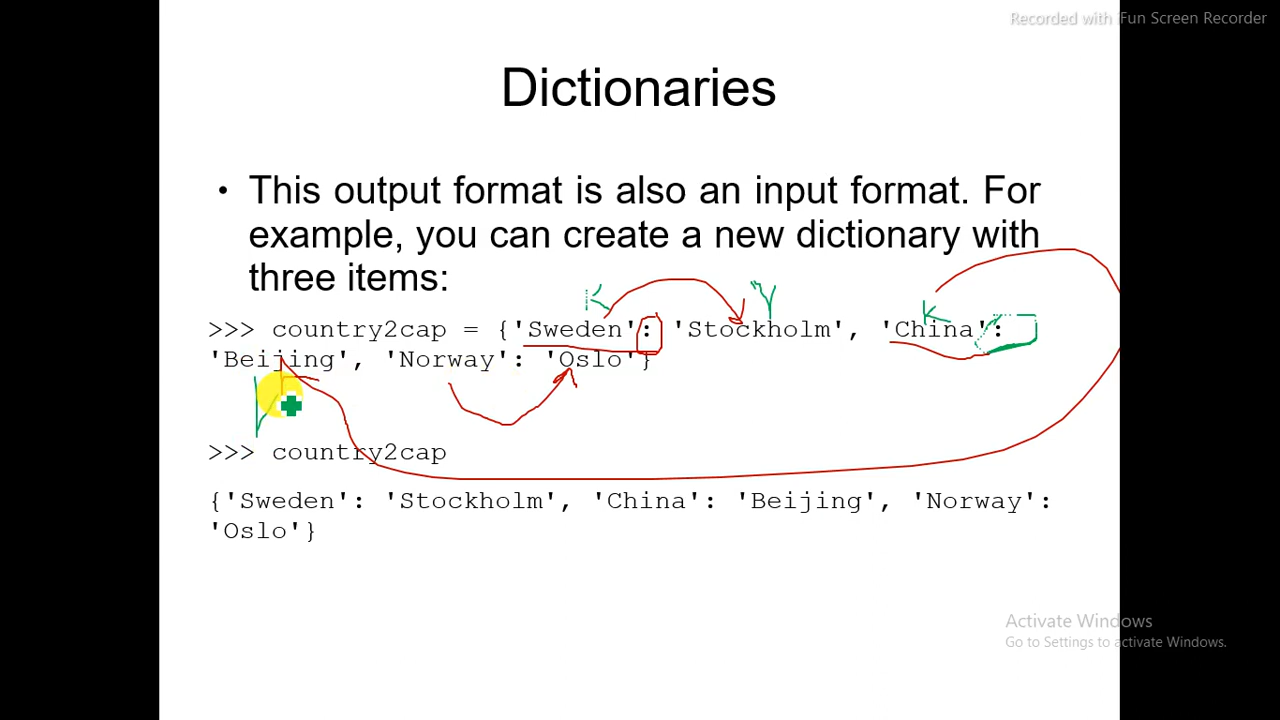 Recorded with iFun Screen Recorder
Dictionaries
• This output format is also an input format. For
example, you can create a new dictionary with
three items:
K V K
>>> country2cap = {'Sweden': 'Stockholm', 'China':
'Beijing', 'Norway': 'Oslo'}
>>> country2cap
{'Sweden': 'Stockholm', 'China': 'Beijing', 'Norway':
'Oslo'}
Activate Windows
Go to Settings to activate Windows.